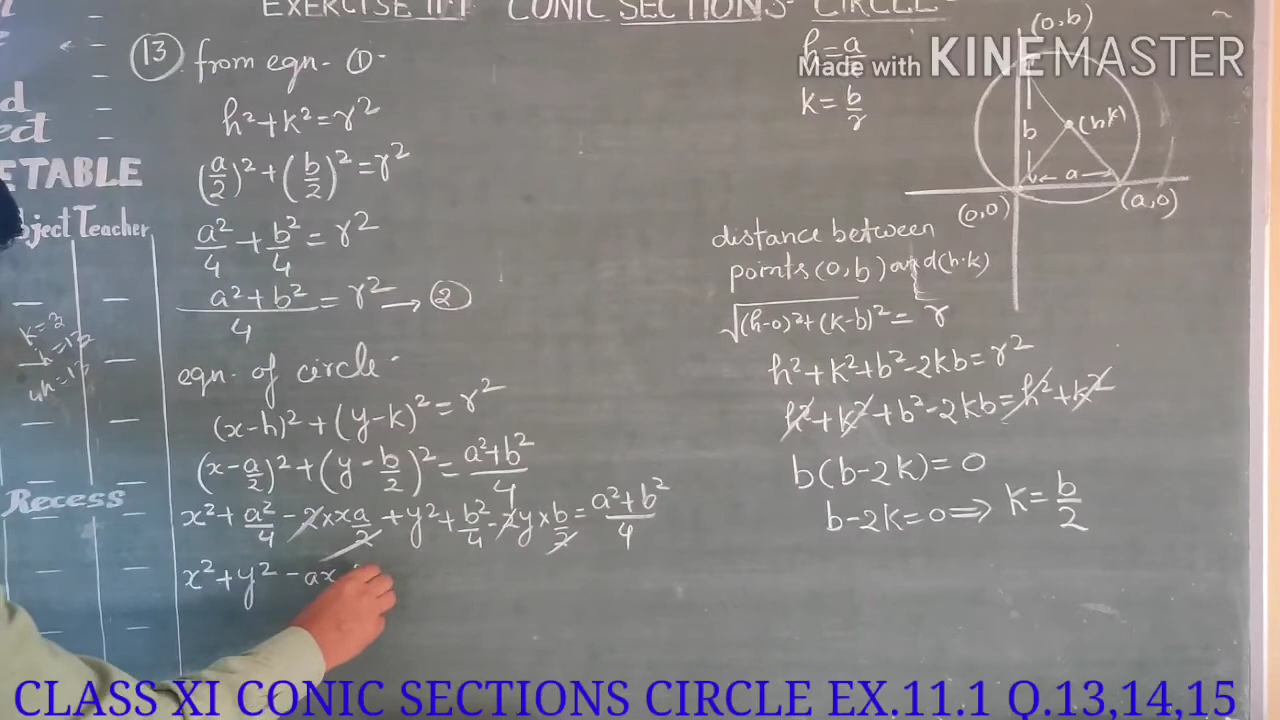 EXERCISE 11.1 CONIC SECTIONS- CIRCLE
13 from eqn- ①-
h²+k²=r²
(a/2)²+(b/2)²=r²
a²/4+b²/4=r²
a²+b²/4=r²→②
eqn. of circle-
(x-h)²+(y-k)²=r²
(x-a/2)²+(y-b/2)²=a²+b²/4
x²+a²/4-2×xa/2+y²+b²/4-2y×b/2=a²+b²/4
x²+y²-ax
h=a/2
k=b/r
Made with KINEMASTER
(0,b)
(h,k)
b
a
(0,0)
(a,0)
distance between
points (0,b) and (h,k)
√(h-0)²+(k-b)²=r
h²+k²+b²-2kb=r²
h²+k²+b²-2kb=h²+k²
b(b-2k)=0
b-2k=0⇒k=b/2
ETABLE
bject Teacher
k=3
Recess
CLASS XI CONIC SECTIONS CIRCLE EX.11.1 Q.13,14,15